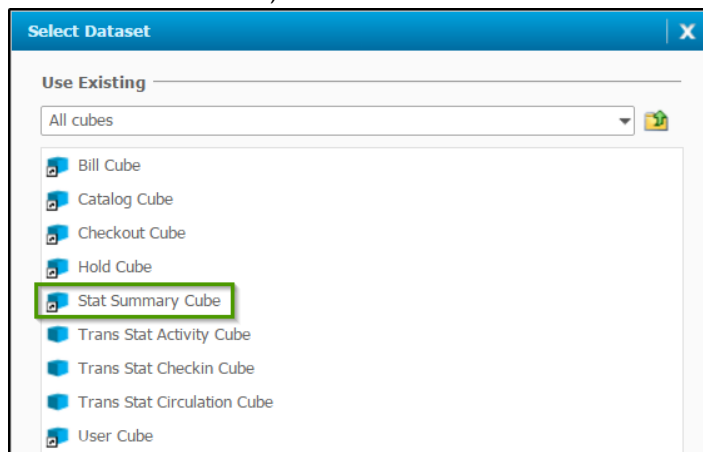 Select Dataset
X
Use Existing
All cubes
Bill Cube
Catalog Cube
Checkout Cube
Hold Cube
Stat Summary Cube
Trans Stat Activity Cube
Trans Stat Checkin Cube
Trans Stat Circulation Cube
User Cube